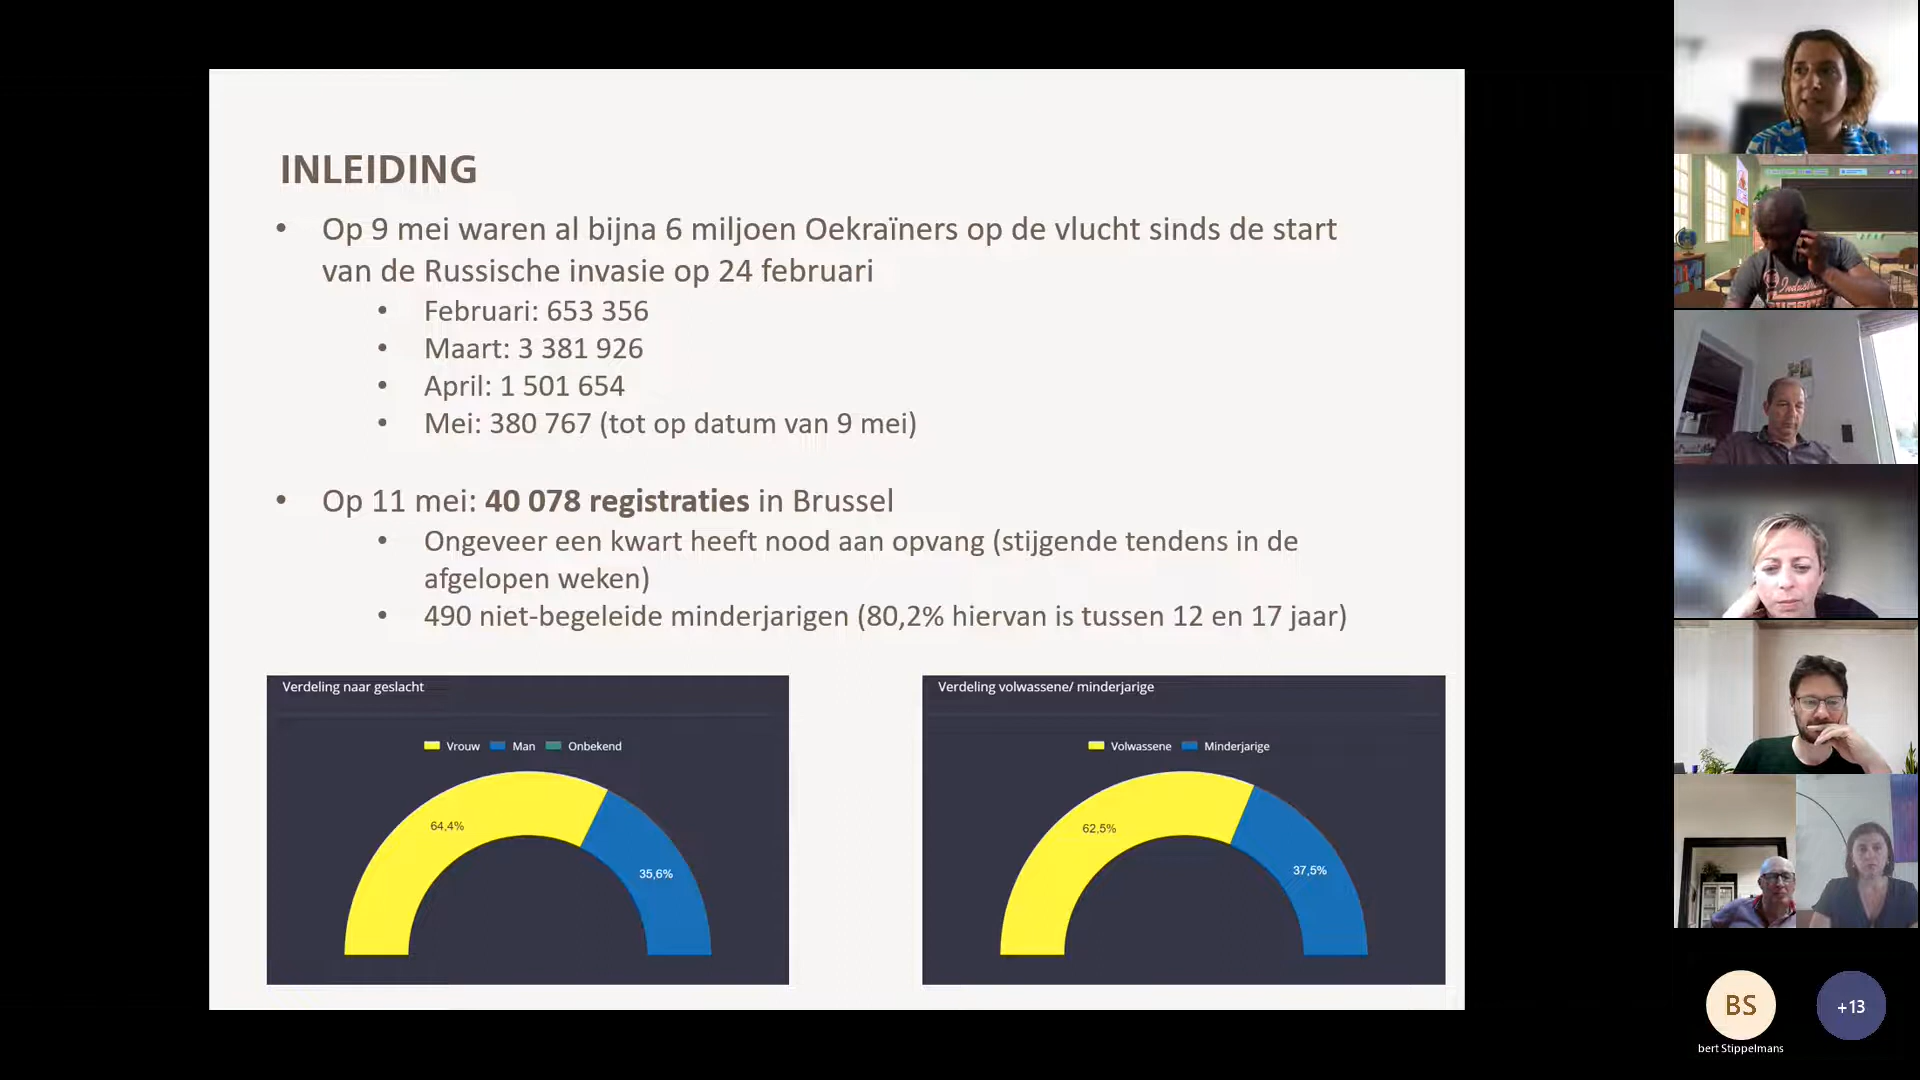 INLEIDING
• Op 9 mei waren al bijna 6 miljoen Oekraïners op de vlucht sinds de start
van de Russische invasie op 24 februari
• Februari: 653 356
• Maart: 3 381 926
• April: 1 501 654
• Mei: 380 767 (tot op datum van 9 mei)
• Op 11 mei: 40 078 registraties in Brussel
• Ongeveer een kwart heeft nood aan opvang (stijgende tendens in de
afgelopen weken)
• 490 niet-begeleide minderjarigen (80,2% hiervan is tussen 12 en 17 jaar)
Verdeling naar geslacht
Vrouw Man Onbekend
64,4%
35,6%
Verdeling volwassene/ minderjarige
Volwassene Minderjarige
62,5%
37,5%
BS
+13
bert Stippelmans